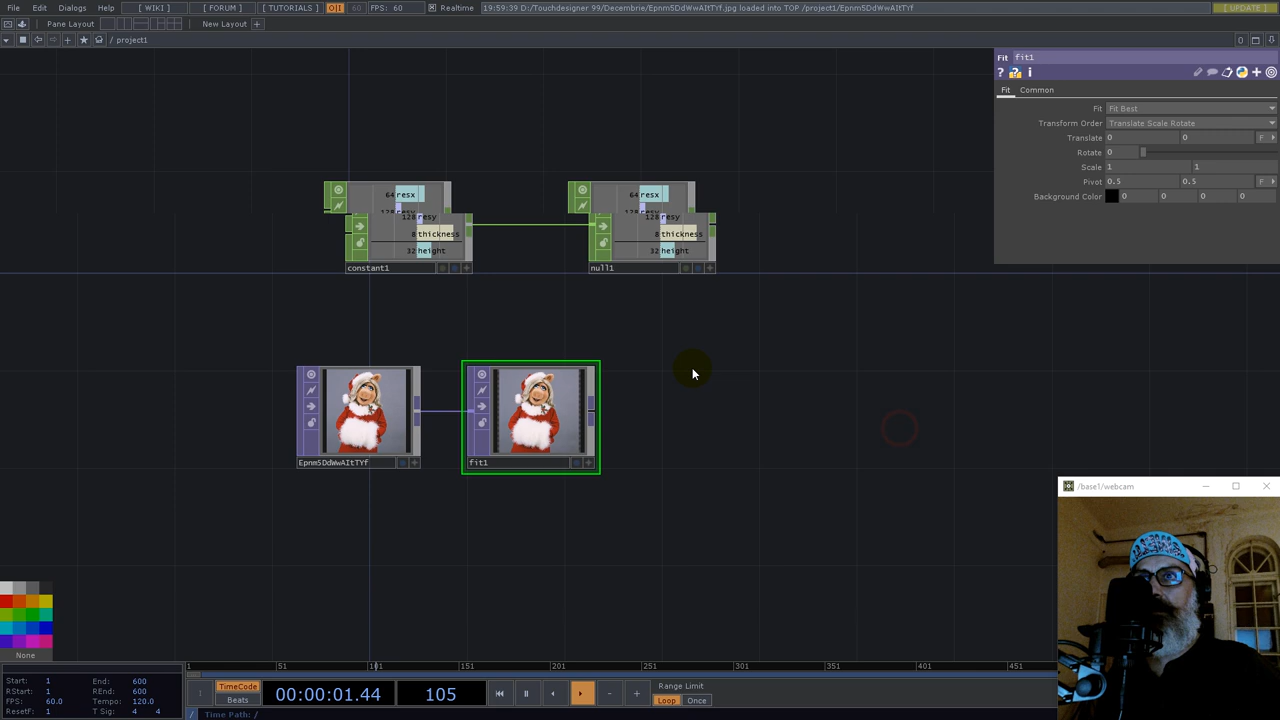 File Edit Dialogs Help [ WIKI ] [ FORUM ] [ TUTORIALS ] O|I 60 FPS: 60 Realtime 19:59:39 D:/Touchdesigner 99/Decembrie/Epnm5DdWwAItTYf.jpg loaded into TOP /project1/Epnm5DdWwAItTYf [ UPDATE ]
Pane Layout New Layout +
/ project1 0
Fit fit1
Fit Common
Fit Fit Best
Transform Order Translate Scale Rotate
Translate 0 0 F
Rotate 0
Scale 1 1
Pivot 0.5 0.5 F
Background Color 0 0 0 0
64 resx 64 resx
128 resy 128 resy
8 thickness 8 thickness
32 height 32 height
constant1 null1
Epnm5DdWwAItTYf fit1
/base1/webcam
None
1 51 101 151 201 251 301 351 401 451
Start: 1 End: 600
RStart: 1 REnd: 600
FPS: 60.0 Tempo: 120.0
ResetF: 1 T Sig: 4 4
TimeCode
Beats
00:00:01.44 105
Range Limit
Loop Once
/ Time Path: /